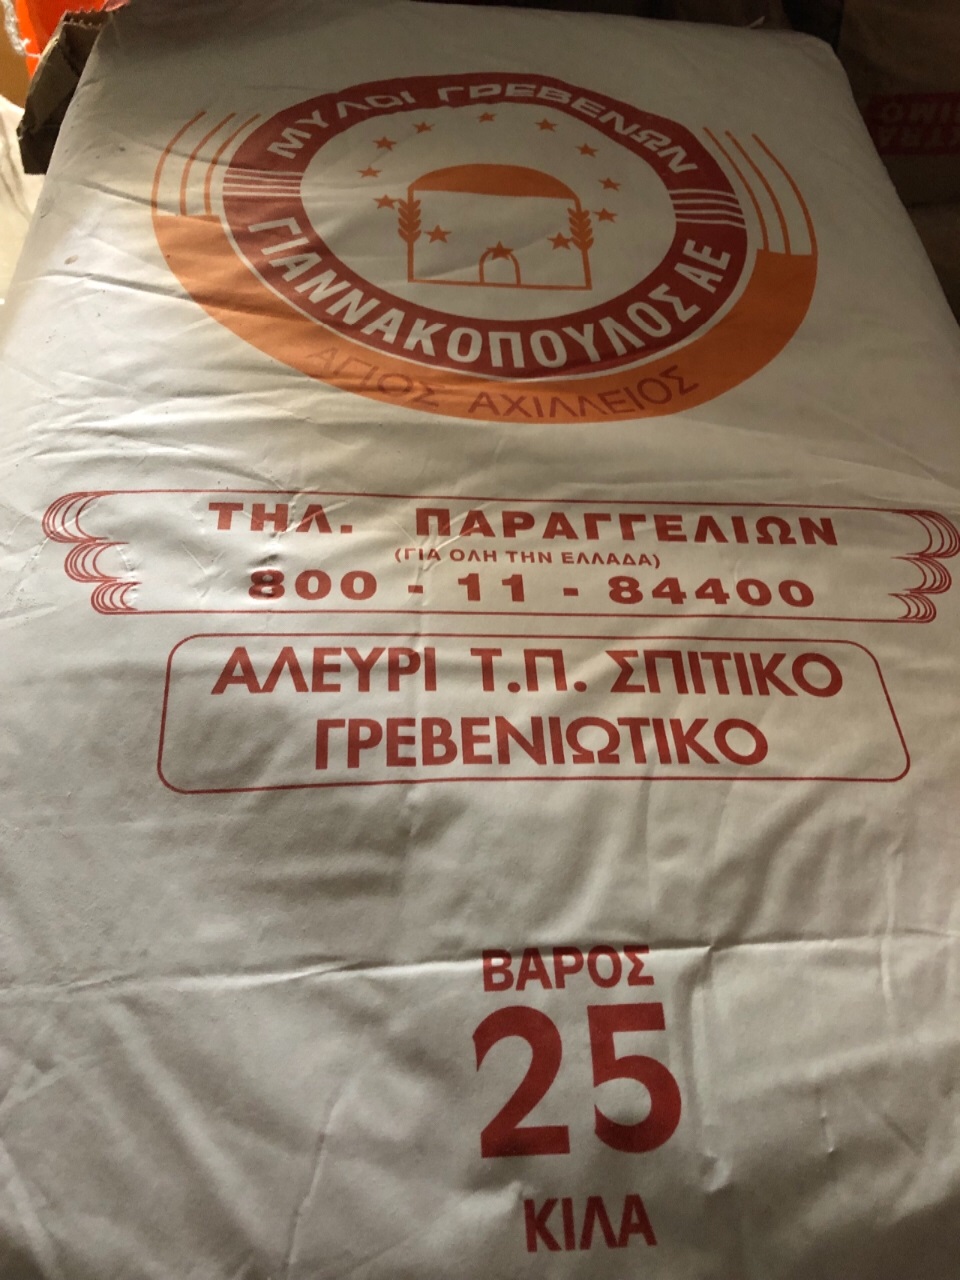 ΜΥΛΟΙ ΓΡΕΒΕΝΩΝ
ΓΙΑΝΝΑΚΟΠΟΥΛΟΣ ΑΕ
ΑΓΙΟΣ ΑΧΙΛΛΕΙΟΣ
ΤΗΛ. ΠΑΡΑΓΓΕΛΙΩΝ
(ΓΙΑ ΟΛΗ ΤΗΝ ΕΛΛΑΔΑ)
800 - 11 - 84400
ΑΛΕΥΡΙ Τ.Π. ΣΠΙΤΙΚΟ
ΓΡΕΒΕΝΙΩΤΙΚΟ
ΒΑΡΟΣ
25
ΚΙΛΑ